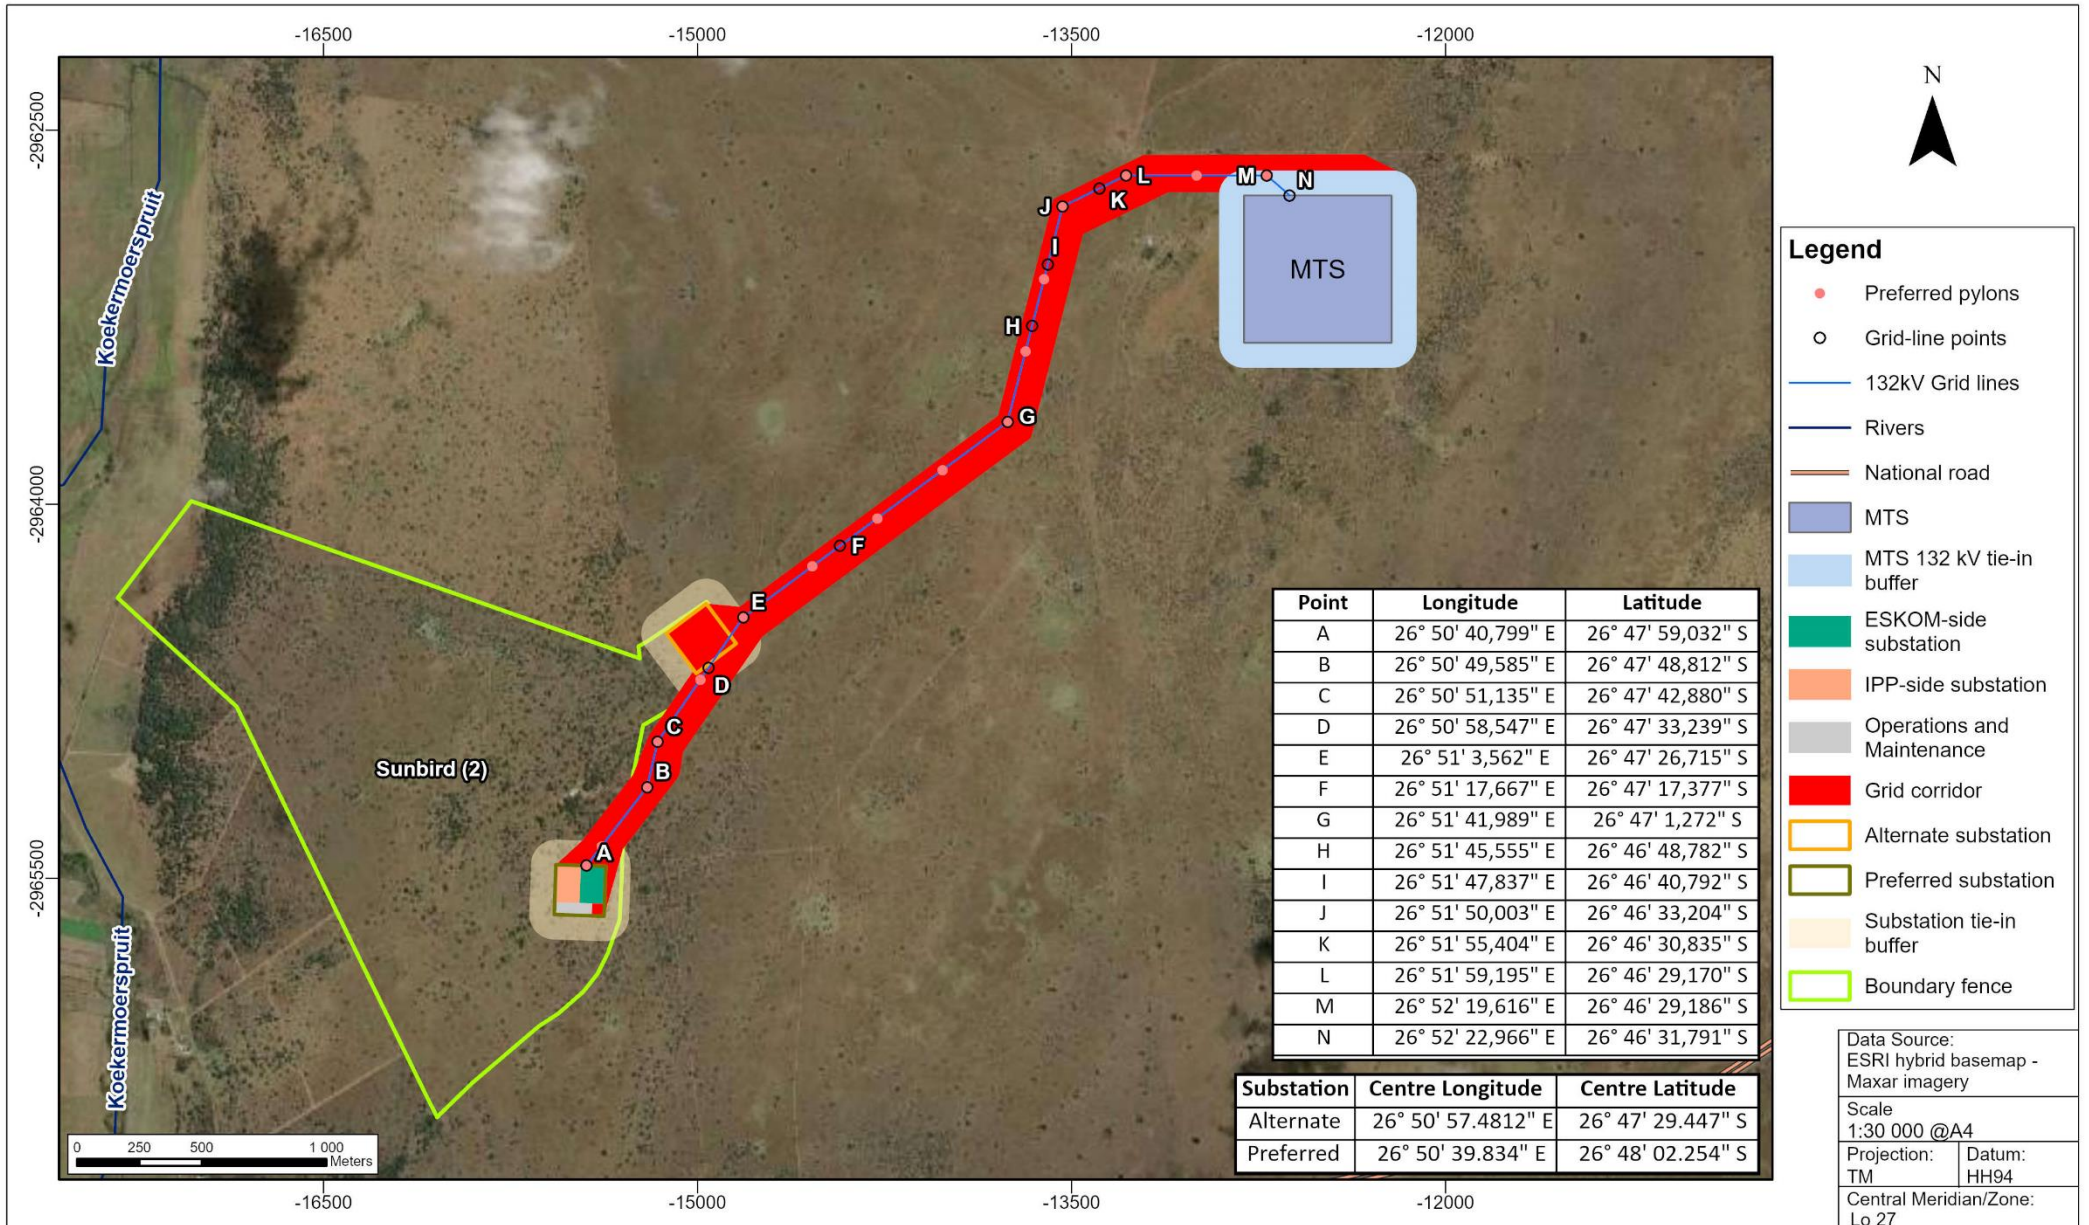 -16500 -15000 -13500 -12000
-2962500
-2964000
-2965500
Koekermoerspruit
Koekermoerspruit
L
M
N
K
J
I
H
G
F
E
D
C
B
A
MTS
Sunbird (2)
Point Longitude Latitude
A 26° 50' 40,799" E 26° 47' 59,032" S
B 26° 50' 49,585" E 26° 47' 48,812" S
C 26° 50' 51,135" E 26° 47' 42,880" S
D 26° 50' 58,547" E 26° 47' 33,239" S
E 26° 51' 3,562" E 26° 47' 26,715" S
F 26° 51' 17,667" E 26° 47' 17,377" S
G 26° 51' 41,989" E 26° 47' 1,272" S
H 26° 51' 45,555" E 26° 46' 48,782" S
I 26° 51' 47,837" E 26° 46' 40,792" S
J 26° 51' 50,003" E 26° 46' 33,204" S
K 26° 51' 55,404" E 26° 46' 30,835" S
L 26° 51' 59,195" E 26° 46' 29,170" S
M 26° 52' 19,616" E 26° 46' 29,186" S
N 26° 52' 22,966" E 26° 46' 31,791" S
Substation Centre Longitude Centre Latitude
Alternate 26° 50' 57.4812" E 26° 47' 29.447" S
Preferred 26° 50' 39.834" E 26° 48' 02.254" S
0 250 500 1 000
Meters
-16500 -15000 -13500 -12000
N
Legend
Preferred pylons
Grid-line points
132kV Grid lines
Rivers
National road
MTS
MTS 132 kV tie-in
buffer
ESKOM-side
substation
IPP-side substation
Operations and
Maintenance
Grid corridor
Alternate substation
Preferred substation
Substation tie-in
buffer
Boundary fence
Data Source:
ESRI hybrid basemap -
Maxar imagery
Scale
1:30 000 @A4
Projection: Datum:
TM HH94
Central Meridian/Zone:
Lo 27